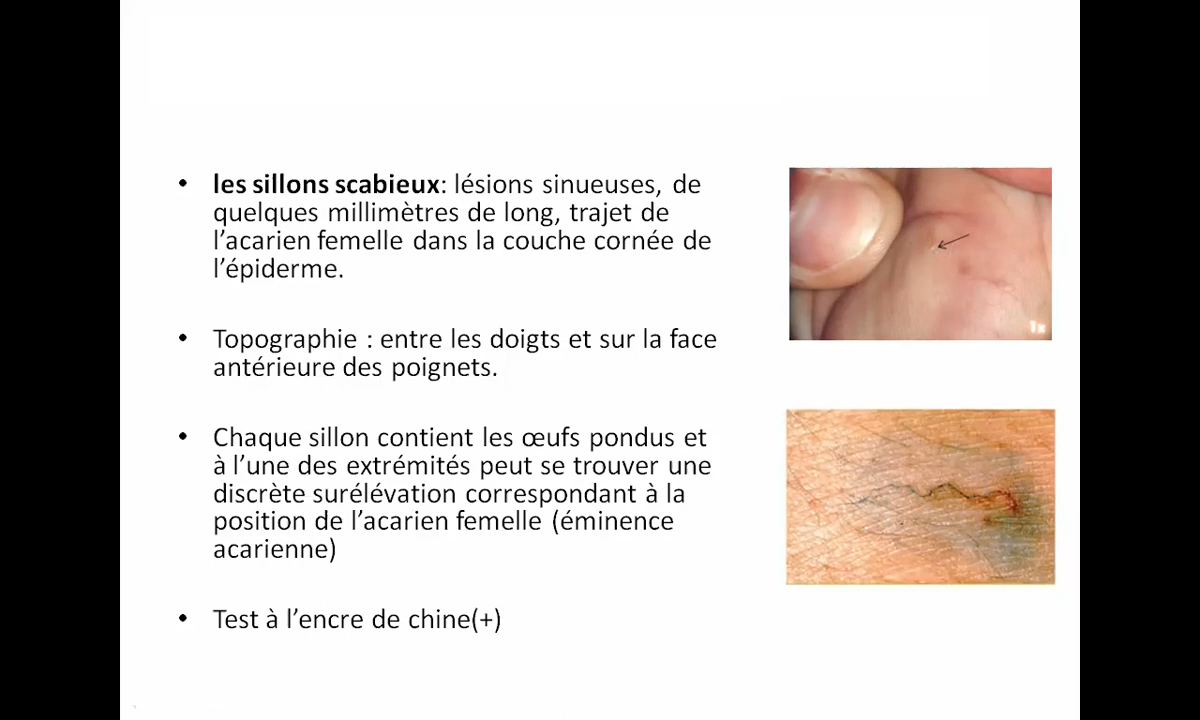 • les sillons scabieux: lésions sinueuses, de
quelques millimètres de long, trajet de
l'acarien femelle dans la couche cornée de
l'épiderme.
• Topographie : entre les doigts et sur la face
antérieure des poignets.
• Chaque sillon contient les œufs pondus et
à l'une des extrémités peut se trouver une
discrète surélévation correspondant à la
position de l'acarien femelle (éminence
acarienne)
• Test à l'encre de chine(+)